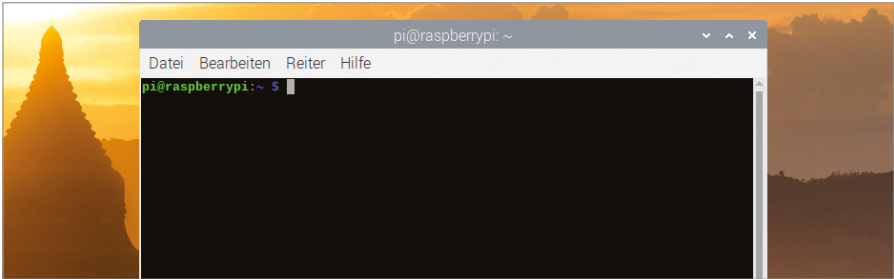 pi@raspberrypi: ~
Datei Bearbeiten Reiter Hilfe
pi@raspberrypi:~ $